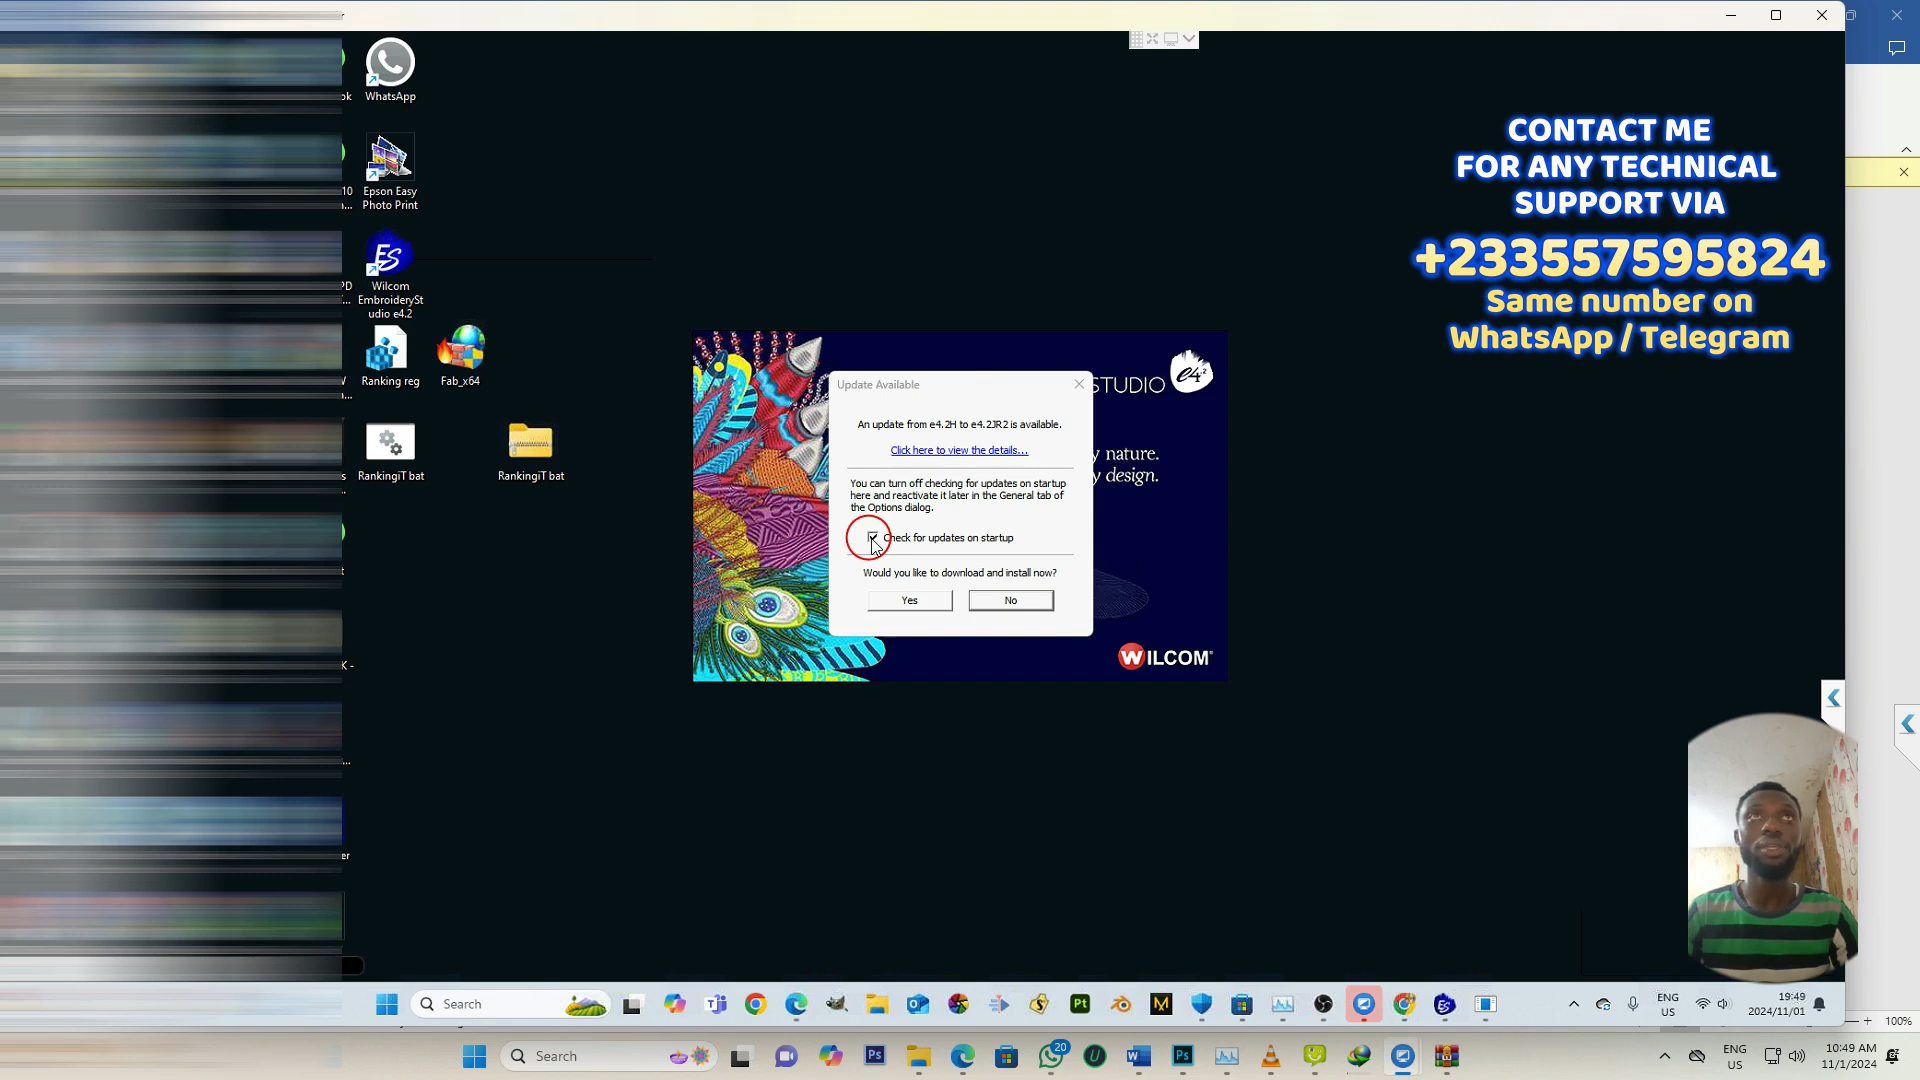 WhatsApp
Epson Easy
Photo Print
Wilcom
EmbroiderySt
udio e4.2
Ranking reg
Fab_x64
RankingiT bat
RankingiT bat
CONTACT ME
FOR ANY TECHNICAL
SUPPORT VIA
+233557595824
Same number on
WhatsApp / Telegram
STUDIO
e4.2
y nature.
y design.
WILCOM
Update Available
An update from e4.2H to e4.2JR2 is available.
Click here to view the details...
You can turn off checking for updates on startup
here and reactivate it later in the General tab of
the Options dialog.
Check for updates on startup
Would you like to download and install now?
Yes
No
Search
ENG
US
19:49
2024/11/01
100%
Search
20
ENG
US
10:49 AM
11/1/2024